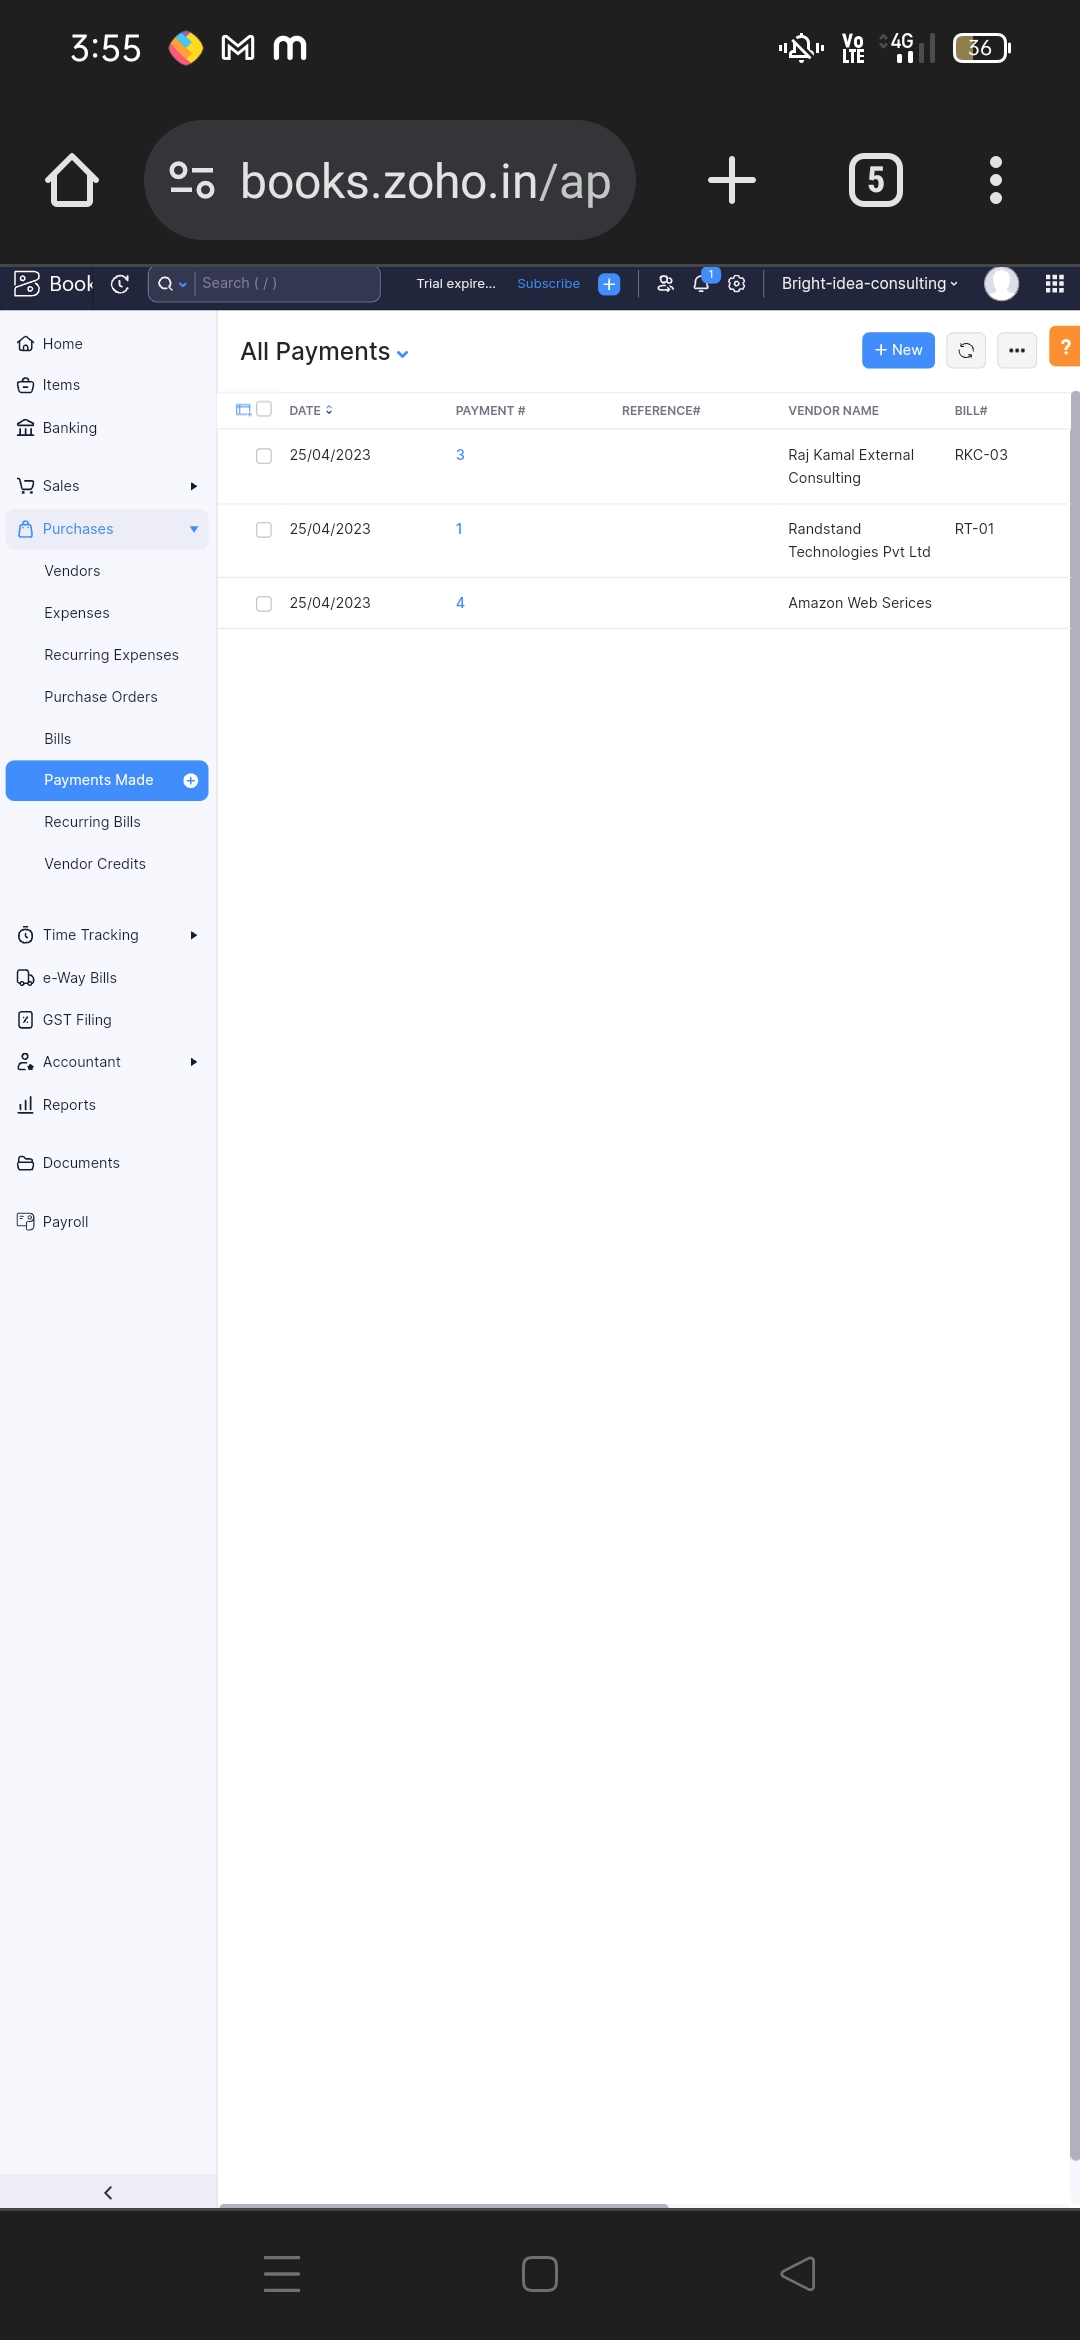 3:55
Vo LTE 4G 36
books.zoho.in/ap
5
Book
Search ( / )
Trial expire...
Subscribe
1
Bright-idea-consulting
Home
Items
Banking
Sales
Purchases
Vendors
Expenses
Recurring Expenses
Purchase Orders
Bills
Payments Made
Recurring Bills
Vendor Credits
Time Tracking
e-Way Bills
GST Filing
Accountant
Reports
Documents
Payroll
All Payments
+ New
?
DATE PAYMENT # REFERENCE# VENDOR NAME BILL#
25/04/2023 3 Raj Kamal External RKC-03
Consulting
25/04/2023 1 Randstand RT-01
Technologies Pvt Ltd
25/04/2023 4 Amazon Web Serices